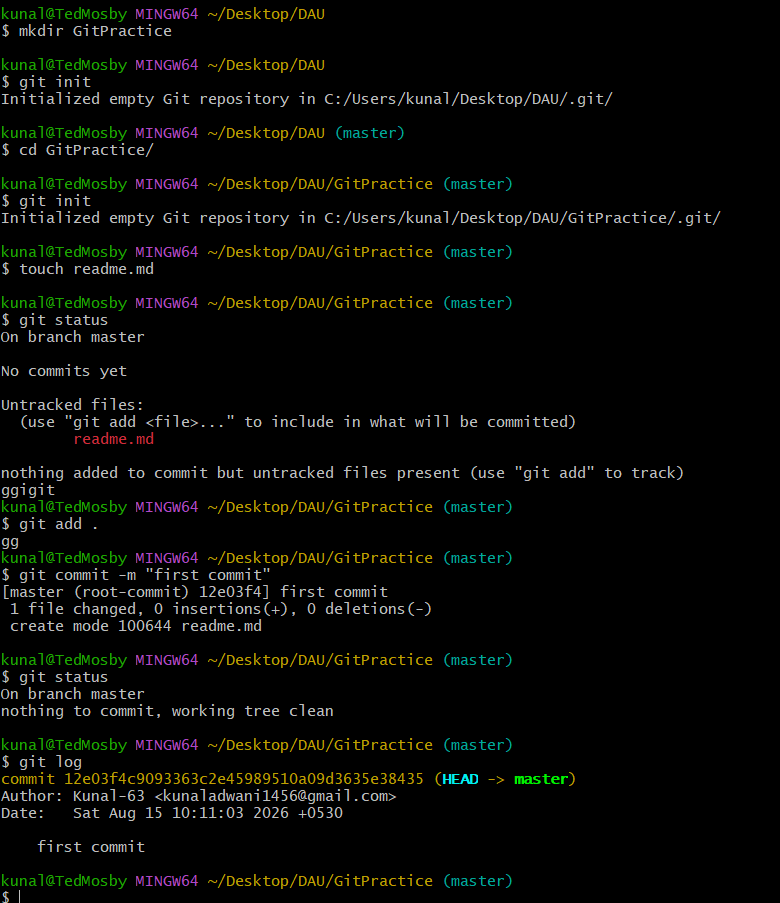 kunal@TedMosby MINGW64 ~/Desktop/DAU
$ mkdir GitPractice

kunal@TedMosby MINGW64 ~/Desktop/DAU
$ git init
Initialized empty Git repository in C:/Users/kunal/Desktop/DAU/.git/

kunal@TedMosby MINGW64 ~/Desktop/DAU (master)
$ cd GitPractice/

kunal@TedMosby MINGW64 ~/Desktop/DAU/GitPractice (master)
$ git init
Initialized empty Git repository in C:/Users/kunal/Desktop/DAU/GitPractice/.git/

kunal@TedMosby MINGW64 ~/Desktop/DAU/GitPractice (master)
$ touch readme.md

kunal@TedMosby MINGW64 ~/Desktop/DAU/GitPractice (master)
$ git status
On branch master

No commits yet

Untracked files:
  (use "git add <file>..." to include in what will be committed)
        readme.md

nothing added to commit but untracked files present (use "git add" to track)
ggigit
kunal@TedMosby MINGW64 ~/Desktop/DAU/GitPractice (master)
$ git add .
gg
kunal@TedMosby MINGW64 ~/Desktop/DAU/GitPractice (master)
$ git commit -m "first commit"
[master (root-commit) 12e03f4] first commit
 1 file changed, 0 insertions(+), 0 deletions(-)
 create mode 100644 readme.md

kunal@TedMosby MINGW64 ~/Desktop/DAU/GitPractice (master)
$ git status
On branch master
nothing to commit, working tree clean

kunal@TedMosby MINGW64 ~/Desktop/DAU/GitPractice (master)
$ git log
commit 12e03f4c9093363c2e45989510a09d3635e38435 (HEAD -> master)
Author: Kunal-63 <kunaladwani1456@gmail.com>
Date:   Sat Aug 15 10:11:03 2026 +0530

    first commit

kunal@TedMosby MINGW64 ~/Desktop/DAU/GitPractice (master)
$